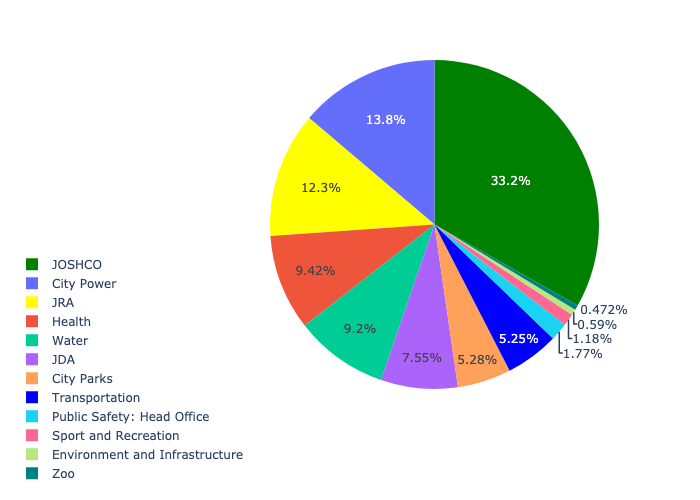 13.8%
33.2%
12.3%
9.42%
9.2%
7.55%
5.28%
5.25%
0.472%
0.59%
1.18%
1.77%
JOSHCO
City Power
JRA
Health
Water
JDA
City Parks
Transportation
Public Safety: Head Office
Sport and Recreation
Environment and Infrastructure
Zoo